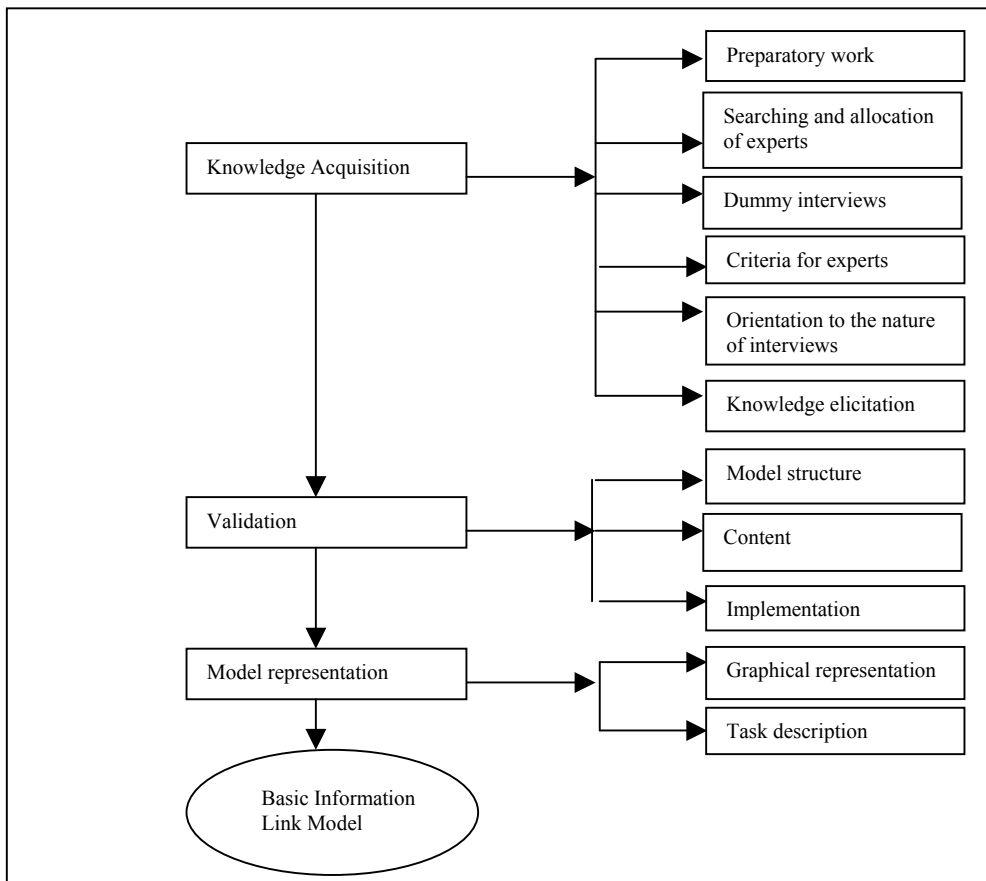 Preparatory work
Searching and allocation
of experts
Knowledge Acquisition
Dummy interviews
Criteria for experts
Orientation to the nature
of interviews
Knowledge elicitation
Model structure
Validation
Content
Implementation
Model representation
Graphical representation
Task description
Basic Information
Link Model